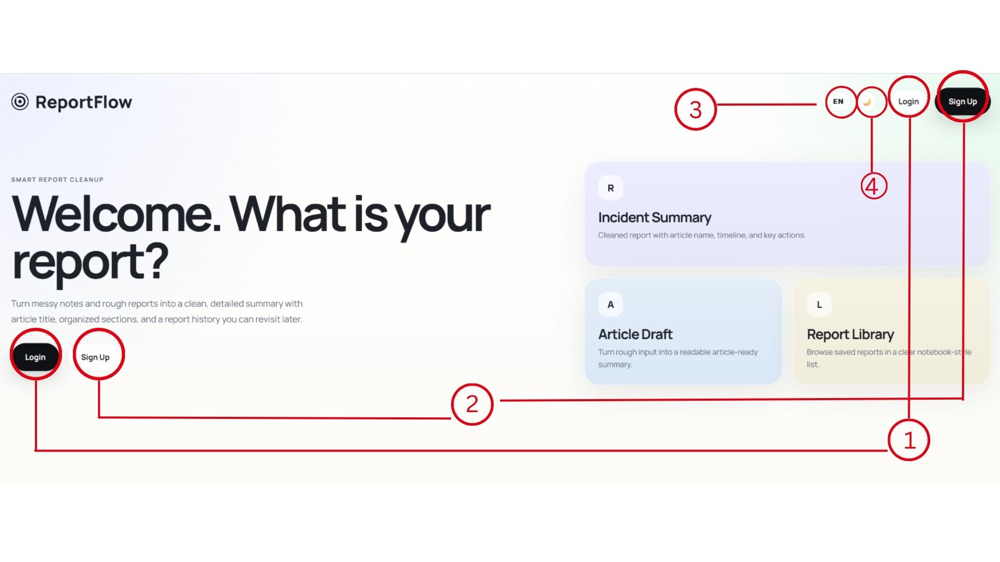 ReportFlow
3
EN
Login
Sign Up
SMART REPORT CLEANUP
Welcome. What is your
report?
Turn messy notes and rough reports into a clean, detailed summary with
article title, organized sections, and a report history you can revisit later.
Login
Sign Up
R
4
Incident Summary
Cleaned report with article name, timeline, and key actions.
A
Article Draft
Turn rough input into a readable article-ready
summary.
L
Report Library
Browse saved reports in a clear notebook-style
list.
2
1